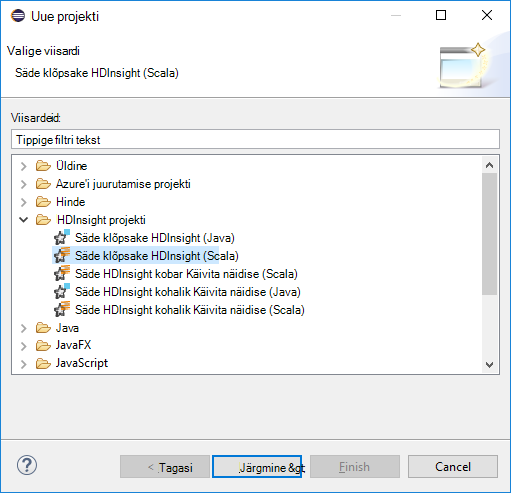 Uue projekti
Valige viisardi
Säde klõpsake HDInsight (Scala)
Viisardeid:
Tippige filtri tekst
Üldine
Azure'i juurutamise projekti
Hinde
HDInsight projekti
Säde klõpsake HDInsight (Java)
Säde klõpsake HDInsight (Scala)
Säde HDInsight kobar Käivita näidise (Scala)
Säde HDInsight kohalik Käivita näidise (Java)
Säde HDInsight kohalik Käivita näidise (Scala)
Java
JavaFX
JavaScript
? < Tagasi Järgmine &gt; Finish Cancel